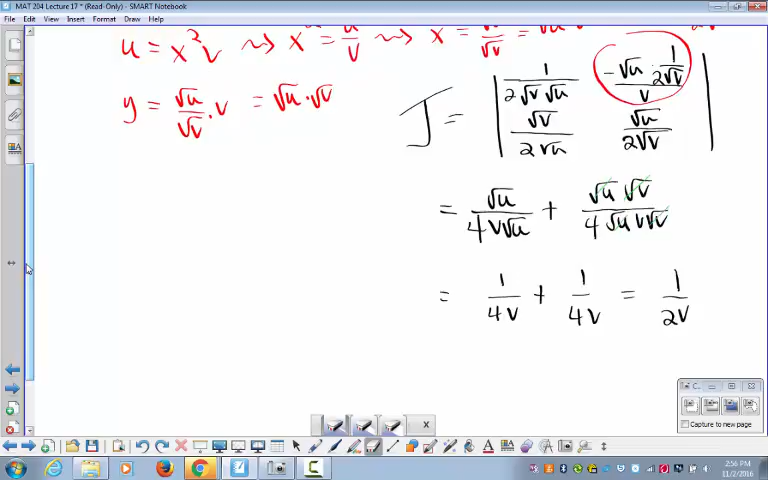 MAT 204 Lecture 17 * (Read-Only) - SMART Notebook
File Edit View Insert Format Draw Help
u = x²v ⇝ x² = u/v ⇝ x = √u/√v
y = √u/√v · v = √u · √v
J = | 1/(2√v√u) (-√u · 1/(2√v))/v |
| √v/(2√u) √u/(2√v) |
= √u/(4v√u) + √u√v/(4√u v√v)
= 1/4v + 1/4v = 1/2v
C...
Capture to new page
2:56 PM
11/2/2016